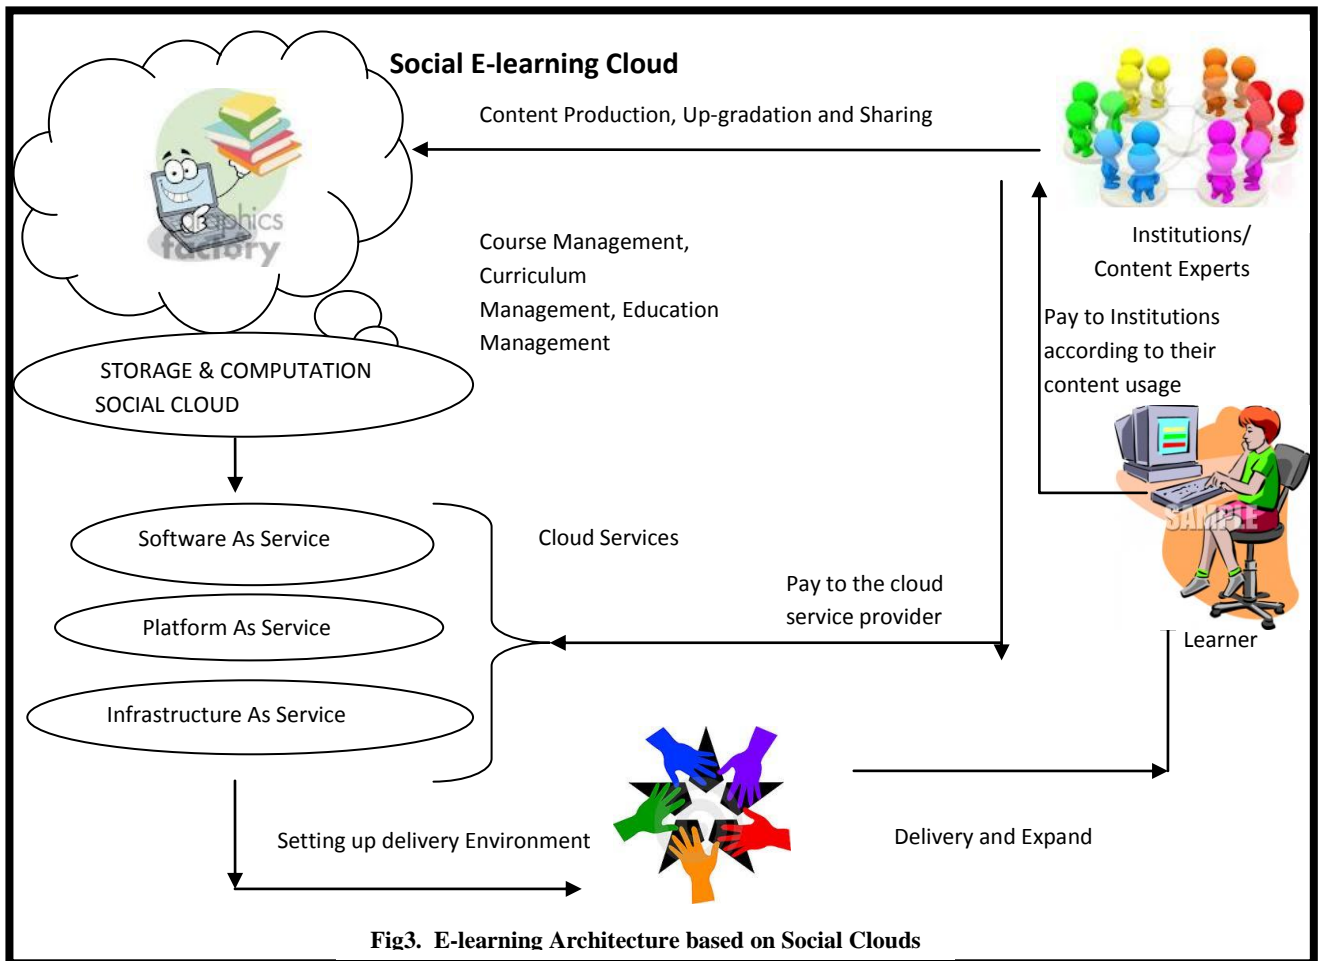 Social E-learning Cloud
Content Production, Up-gradation and Sharing
graphics
factory
Course Management,
Curriculum
Management, Education
Management
Institutions/
Content Experts
Pay to Institutions
according to their
content usage
STORAGE & COMPUTATION
SOCIAL CLOUD
SAMPLE
Software As Service
Cloud Services
Pay to the cloud
service provider
Platform As Service
Learner
Infrastructure As Service
Setting up delivery Environment
Delivery and Expand
Fig3. E-learning Architecture based on Social Clouds